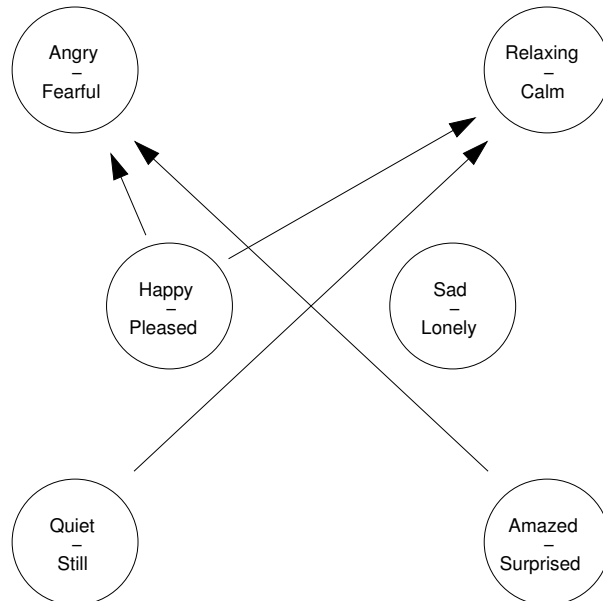 Angry
–
Fearful
Relaxing
–
Calm
Happy
–
Pleased
Sad
–
Lonely
Quiet
–
Still
Amazed
–
Surprised